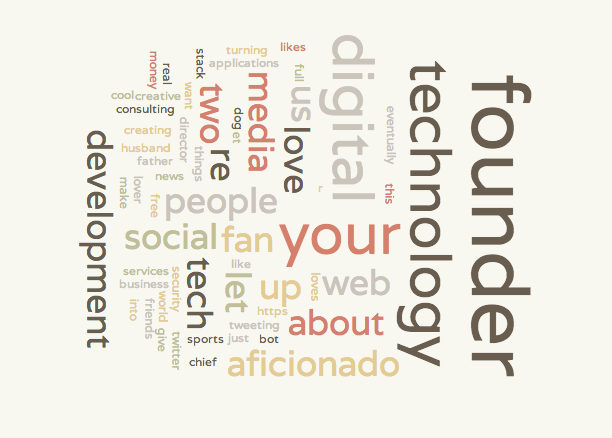 turning
likes
applications
money
real
stack
full
want
cool
creative
consulting
two
media
dog
et
us
digital
technology
founder
eventually
this
creating
husband
father
director
things
re
love
news
development
make
lover
free
people
r
social
fan
your
services
business
security
tech
like
let
up
loves
web
into
friends
world
give
twitter
https
tweeting
about
sports
just
bot
chief
aficionado